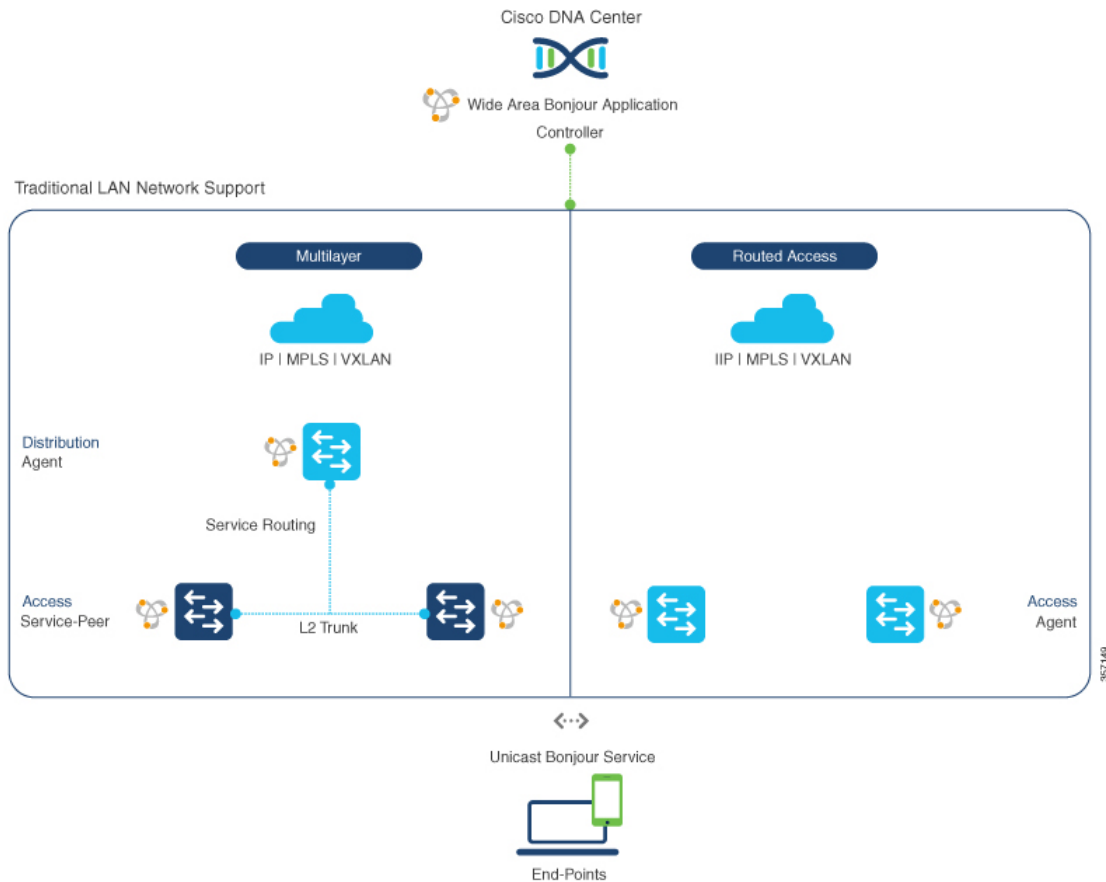 Cisco DNA Center
Wide Area Bonjour Application
Controller
Traditional LAN Network Support
Multilayer
Routed Access
IP | MPLS | VXLAN
IIP | MPLS | VXLAN
Distribution
Agent
Service Routing
Access
Service-Peer
L2 Trunk
Access
Agent
357149
Unicast Bonjour Service
End-Points